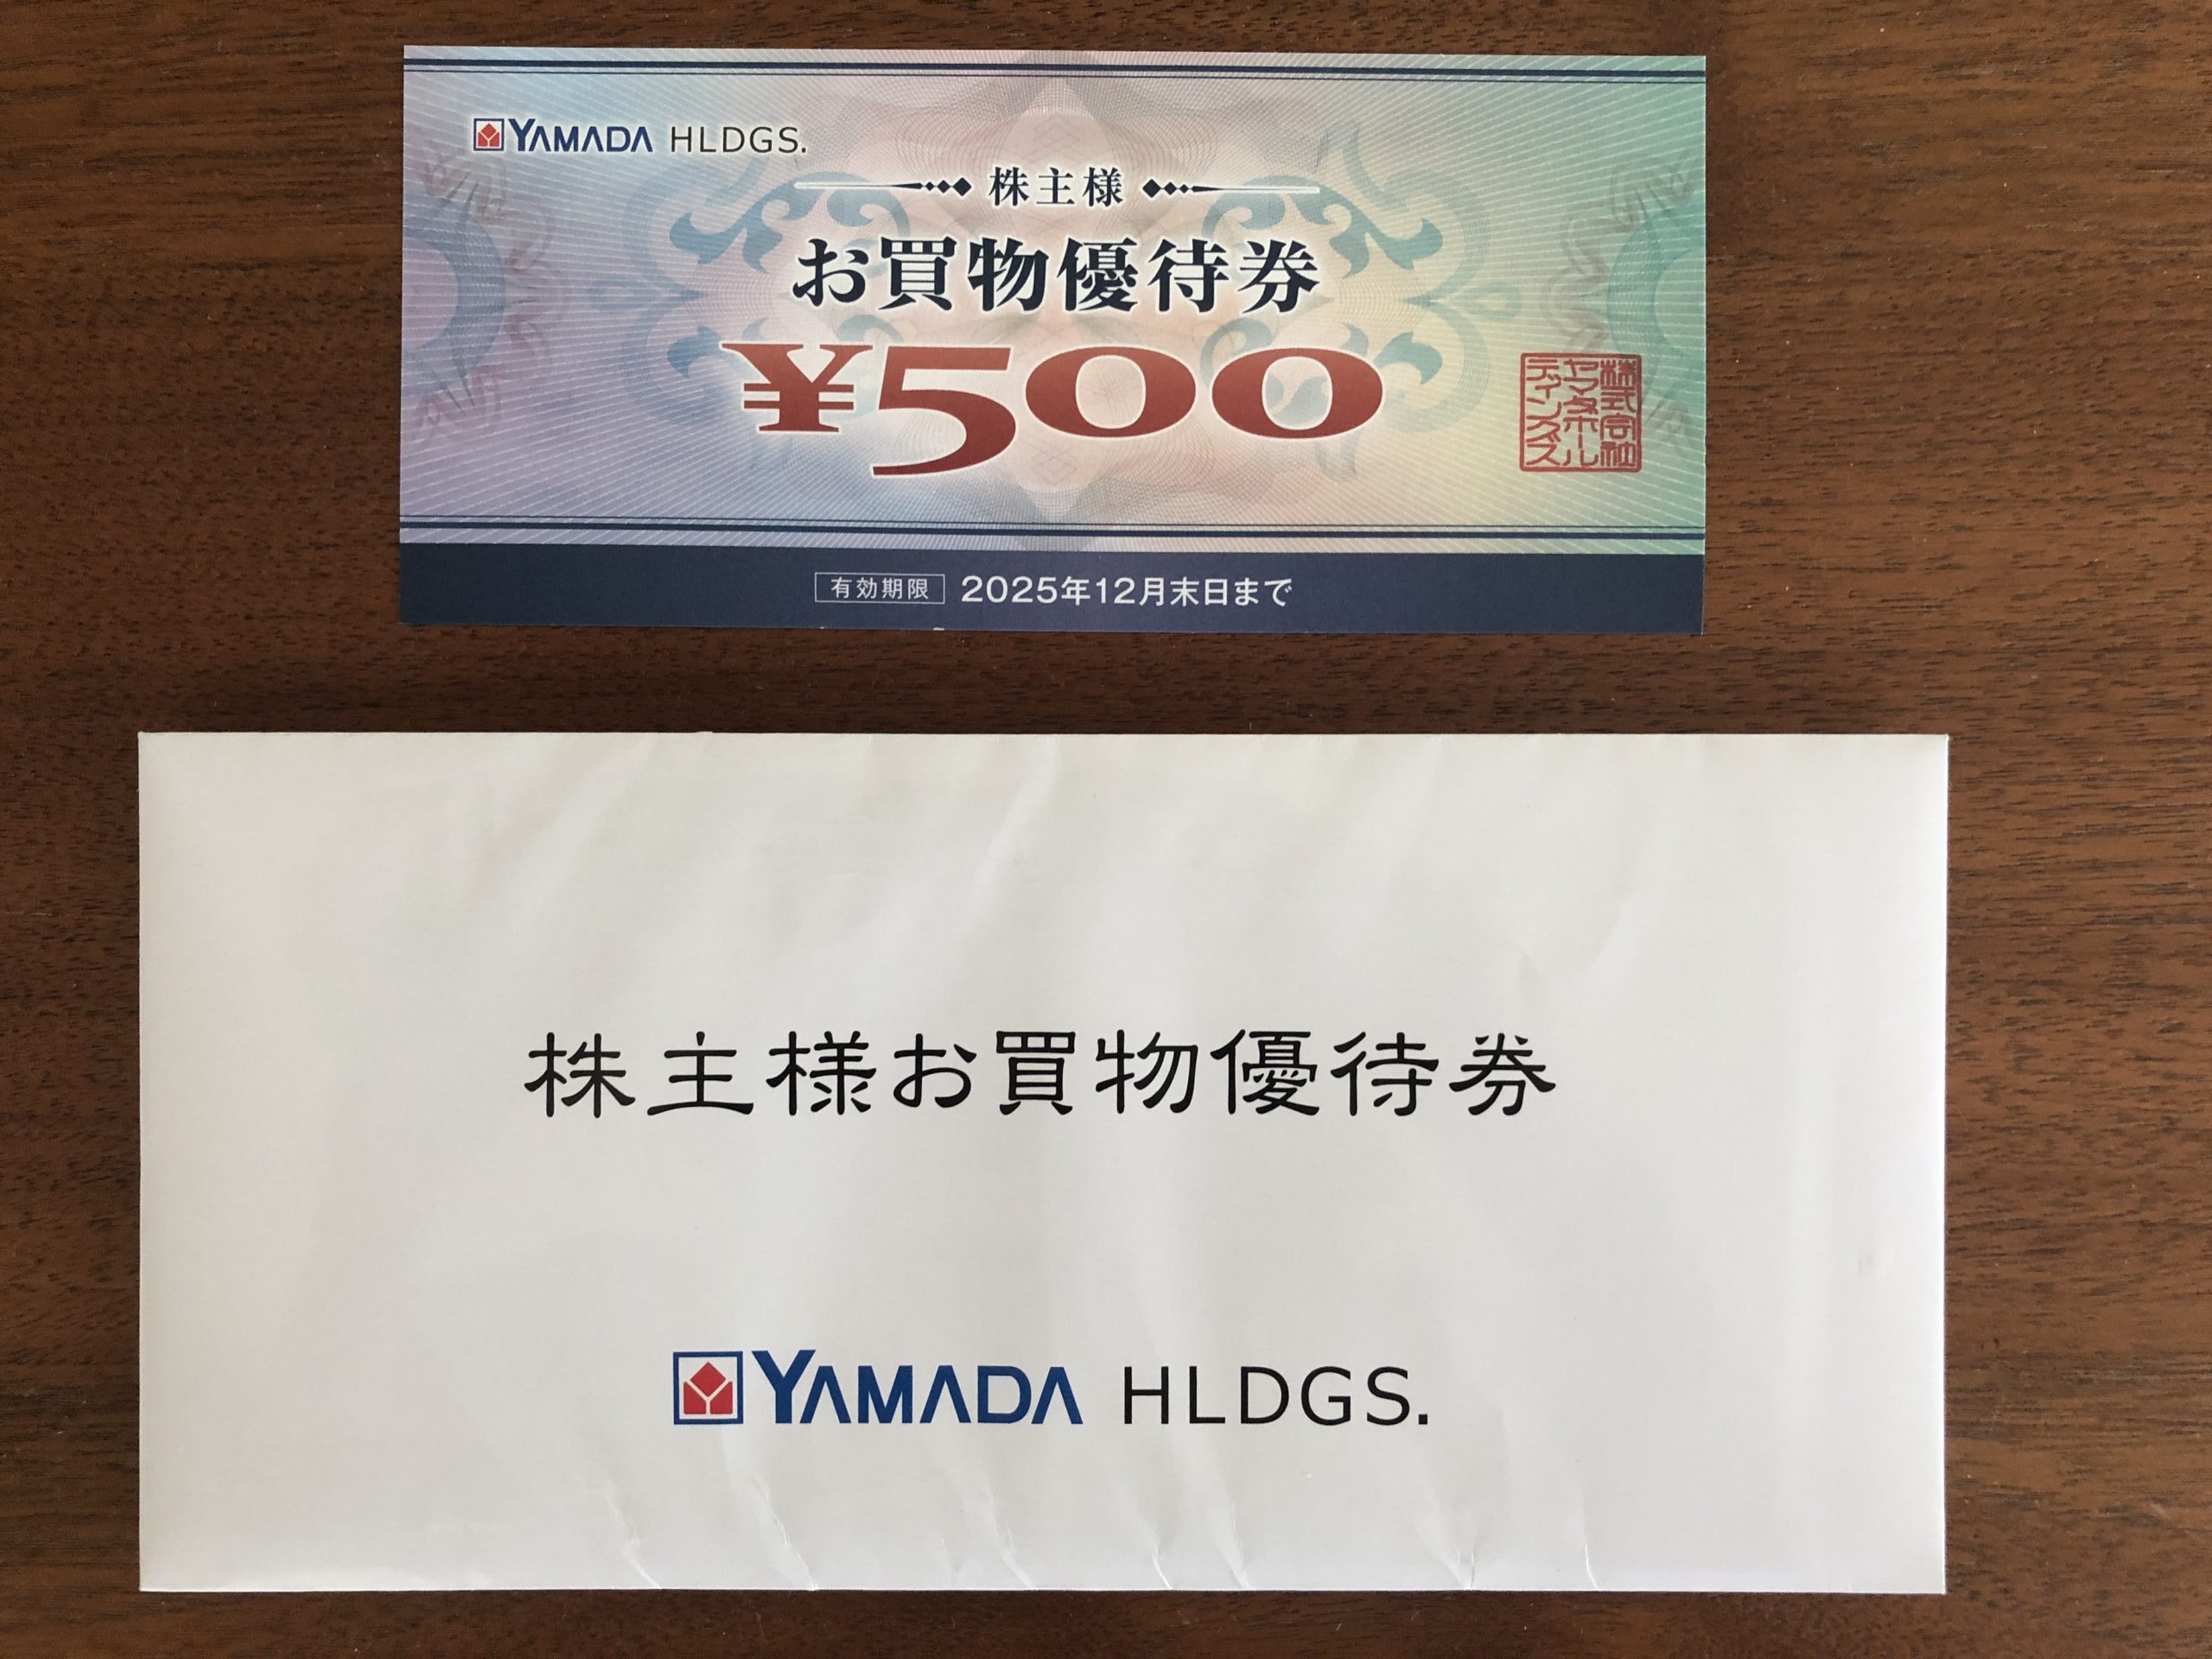 YAMADA HLDGS.
株主様
お買物優待券
¥500
株式会社
ヤマダホール
ディングス
有効期限 2025年12月末日まで
株主様お買物優待券
YAMADA HLDGS.